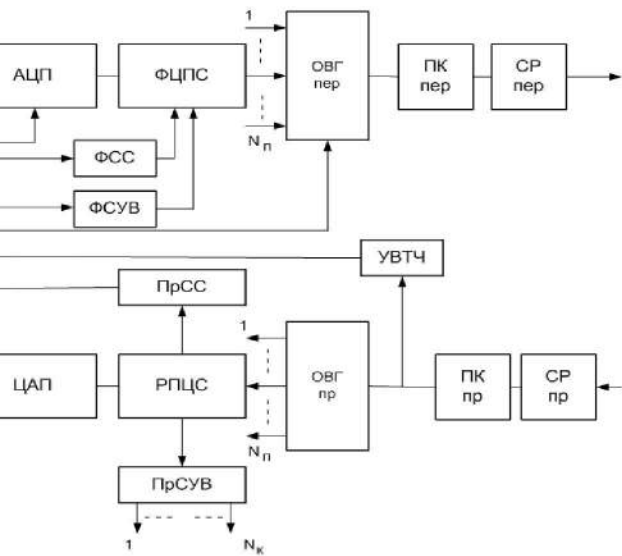 1
АЦП
ФЦПС
ОВГ
пер
ПК
пер
СР
пер
Nп
ФСС
ФСУВ
УВТЧ
ПрСС
1
ЦАП
РПЦС
ОВГ
пр
ПК
пр
СР
пр
Nп
ПрСУВ
1
Nк